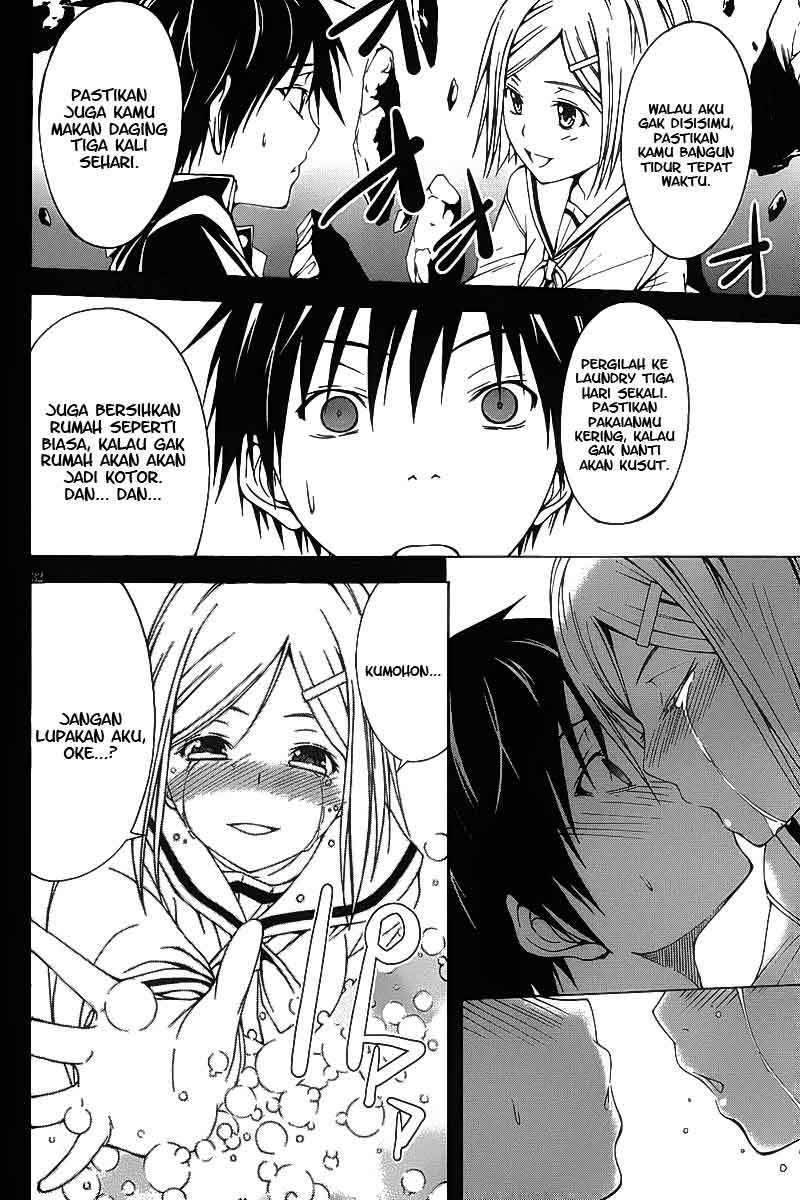 WALAU AKU
GAK DISISIMU,
PASTIKAN
KAMU BANGUN
TIDUR TEPAT
WAKTU.
PASTIKAN
JUGA KAMU
MAKAN DAGING
TIGA KALI
SEHARI.
PERGILAH KE
LAUNDRY TIGA
HARI SEKALI.
PASTIKAN
PAKAIANMU
KERING, KALAU
GAK NANTI
AKAN KUSUT.
JUGA BERSIHKAN
RUMAH SEPERTI
BIASA, KALAU GAK
RUMAH AKAN AKAN
JADI KOTOR.
DAN... DAN...
KUMOHON...
JANGAN
LUPAKAN AKU,
OKE...?